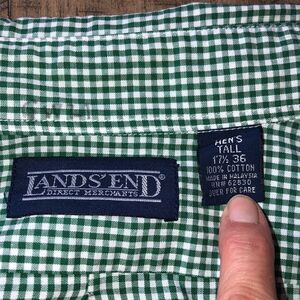 LANDS' END®
DIRECT MERCHANTS
MEN'S
TALL
17½ 36
100% COTTON
MADE IN MALAYSIA
RN# 62830
OVER FOR CARE